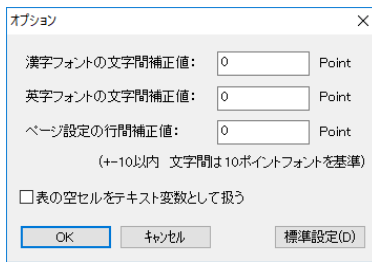 オプション
漢字フォントの文字間補正値: 0 Point
英字フォントの文字間補正値: 0 Point
ページ設定の行間補正値: 0 Point
(+-10以内 文字間は10ポイントフォントを基準)
表の空セルをテキスト変数として扱う
OK キャンセル 標準設定(D)